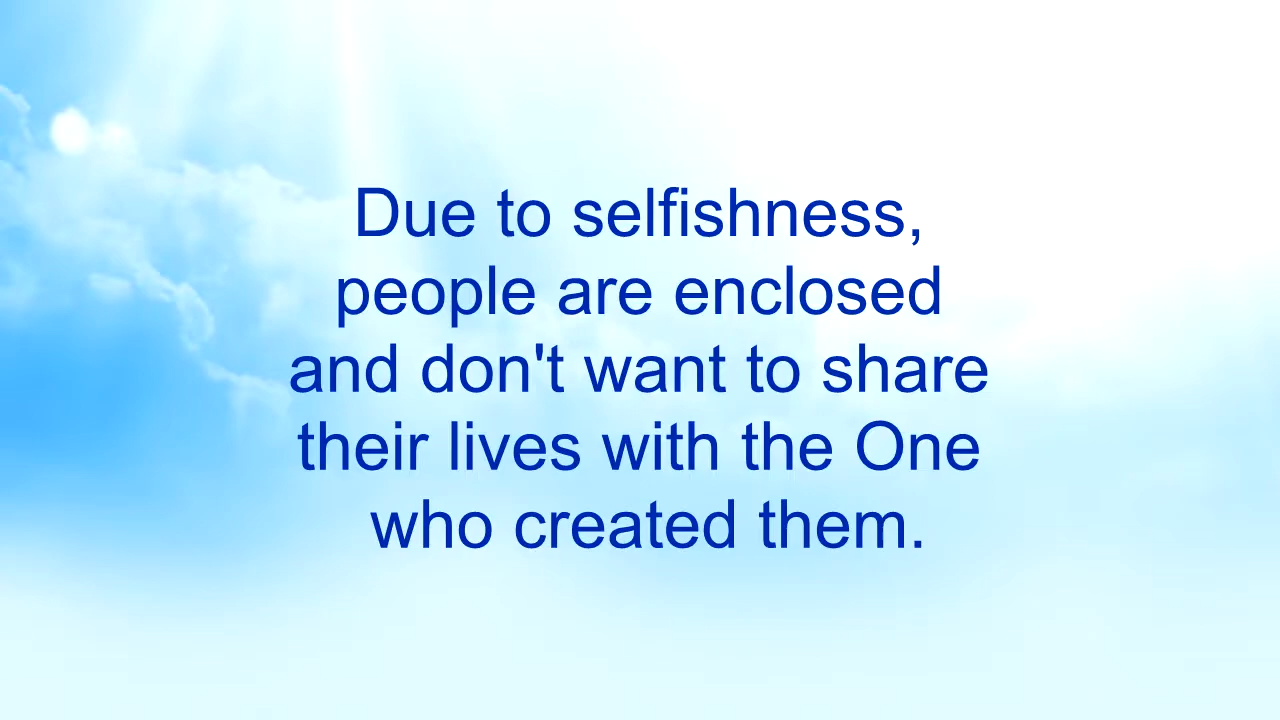 Due to selfishness,
people are enclosed
and don't want to share
their lives with the One
who created them.